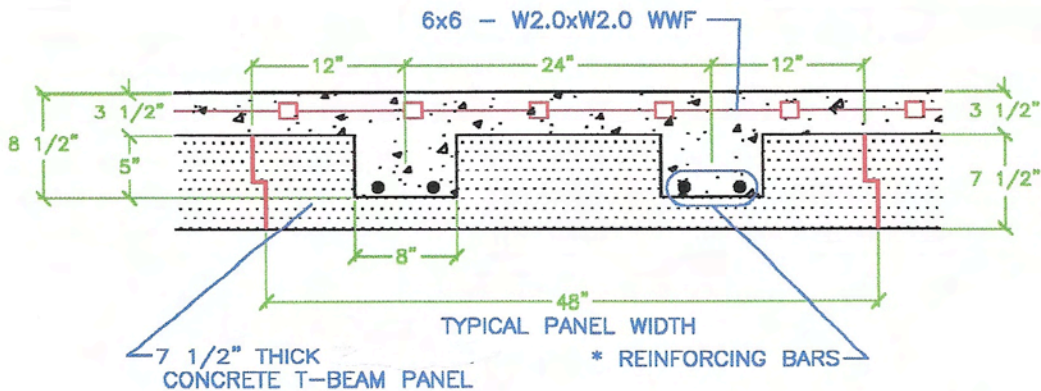 6x6 – W2.0xW2.0 WWF
12" 24" 12"
3 1/2" 3 1/2"
8 1/2"
5" 7 1/2"
8"
48"
TYPICAL PANEL WIDTH
7 1/2" THICK * REINFORCING BARS
CONCRETE T–BEAM PANEL